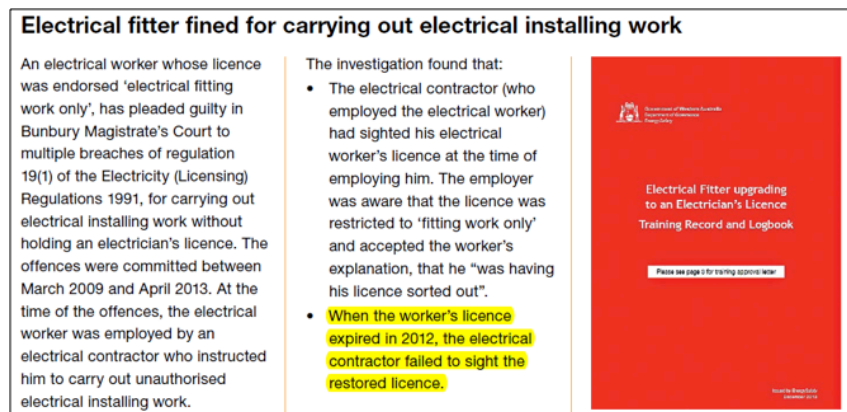 Electrical fitter fined for carrying out electrical installing work
An electrical worker whose licence
was endorsed ‘electrical fitting
work only’, has pleaded guilty in
Bunbury Magistrate’s Court to
multiple breaches of regulation
19(1) of the Electricity (Licensing)
Regulations 1991, for carrying out
electrical installing work without
holding an electrician’s licence. The
offences were committed between
March 2009 and April 2013. At the
time of the offences, the electrical
worker was employed by an
electrical contractor who instructed
him to carry out unauthorised
electrical installing work.
The investigation found that:
• The electrical contractor (who
employed the electrical worker)
had sighted his electrical
worker’s licence at the time of
employing him. The employer
was aware that the licence was
restricted to ‘fitting work only’
and accepted the worker’s
explanation, that he “was having
his licence sorted out”.
• When the worker’s licence
expired in 2012, the electrical
contractor failed to sight the
restored licence.
Government of Western Australia
Department of Commerce
EnergySafety
Electrical Fitter upgrading
to an Electrician’s Licence
Training Record and Logbook
Please see page 8 for training approval letter
Issued by EnergySafety